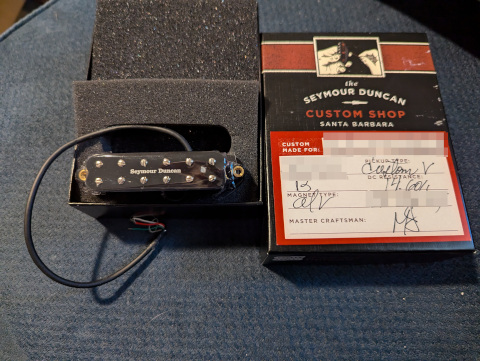 Seymour Duncan
the
SEYMOUR DUNCAN
CUSTOM SHOP
SANTA BARBARA
CUSTOM
MADE FOR:
PICKUP TYPE:
Custom V
DC RESISTANCE:
MAGNET TYPE:
MASTER CRAFTSMAN: